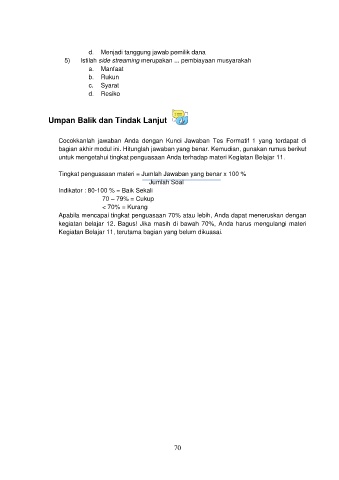 d. Menjadi tanggung jawab pemilik dana
5) Istilah side streaming merupakan ... pembiayaan musyarakah
a. Manfaat
b. Rukun
c. Syarat
d. Resiko
Umpan Balik dan Tindak Lanjut
Cocokkanlah jawaban Anda dengan Kunci Jawaban Tes Formatif 1 yang terdapat di
bagian akhir modul ini. Hitunglah jawaban yang benar. Kemudian, gunakan rumus berikut
untuk mengetahui tingkat penguasaan Anda terhadap materi Kegiatan Belajar 11.
Tingkat penguasaan materi = Jumlah Jawaban yang benar x 100 %
Jumlah Soal
Indikator : 80-100 % = Baik Sekali
70 – 79% = Cukup
< 70% = Kurang
Apabila mencapai tingkat penguasaan 70% atau lebih, Anda dapat meneruskan dengan
kegiatan belajar 12. Bagus! Jika masih di bawah 70%, Anda harus mengulangi materi
Kegiatan Belajar 11, terutama bagian yang belum dikuasai.
70